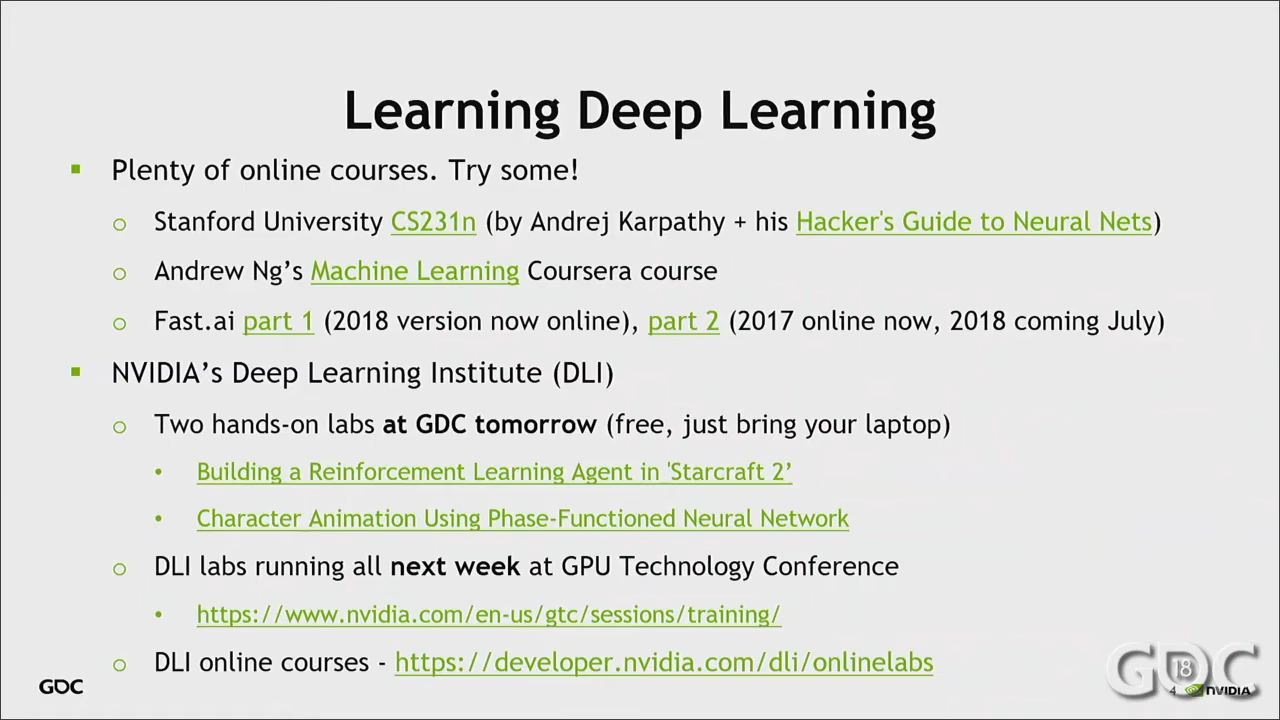 Learning Deep Learning
▪ Plenty of online courses. Try some!
o Stanford University CS231n (by Andrej Karpathy + his Hacker's Guide to Neural Nets)
o Andrew Ng’s Machine Learning Coursera course
o Fast.ai part 1 (2018 version now online), part 2 (2017 online now, 2018 coming July)
▪ NVIDIA’s Deep Learning Institute (DLI)
o Two hands-on labs at GDC tomorrow (free, just bring your laptop)
• Building a Reinforcement Learning Agent in 'Starcraft 2’
• Character Animation Using Phase-Functioned Neural Network
o DLI labs running all next week at GPU Technology Conference
• https://www.nvidia.com/en-us/gtc/sessions/training/
o DLI online courses - https://developer.nvidia.com/dli/onlinelabs
GDC
GDC 18
4 NVIDIA